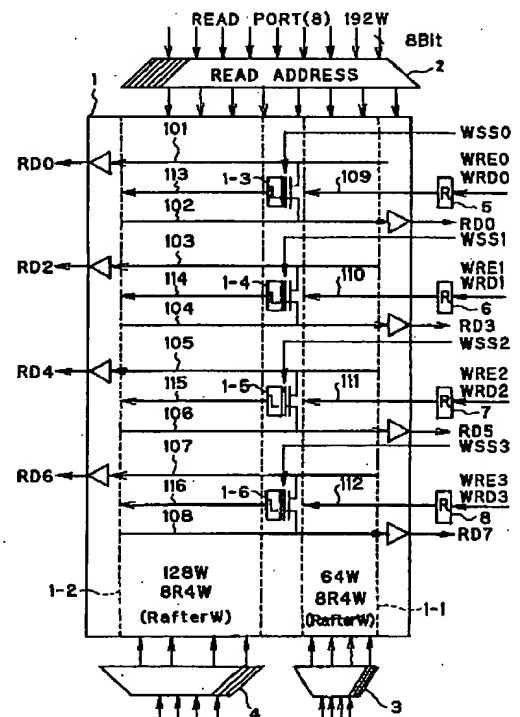 READ PORT(8) 192W
8Bit
READ ADDRESS
2
1
101
WSS0
RD0
WRE0
113
1-3
109
R
WRD0
102
5
RD0
103
WSS1
RD2
WRE1
114
1-4
110
R
WRD1
104
6
RD3
105
WSS2
RD4
WRE2
115
1-5
111
R
WRD2
106
7
RD5
107
WSS3
RD6
WRE3
116
1-6
112
R
WRD3
108
8
RD7
128W
64W
1-2
8R4W
8R4W
1-1
(RafterW)
(RafterW)
4
3